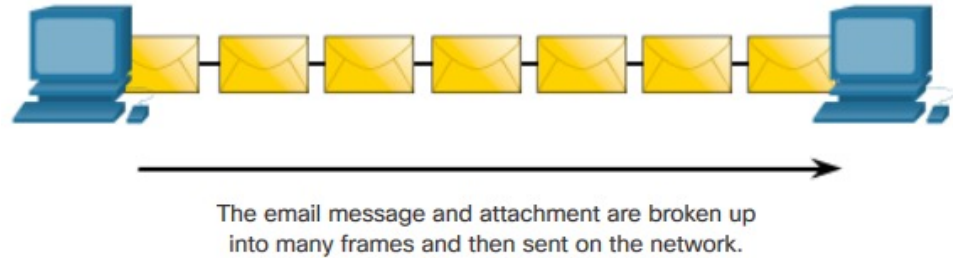 The email message and attachment are broken up
into many frames and then sent on the network.